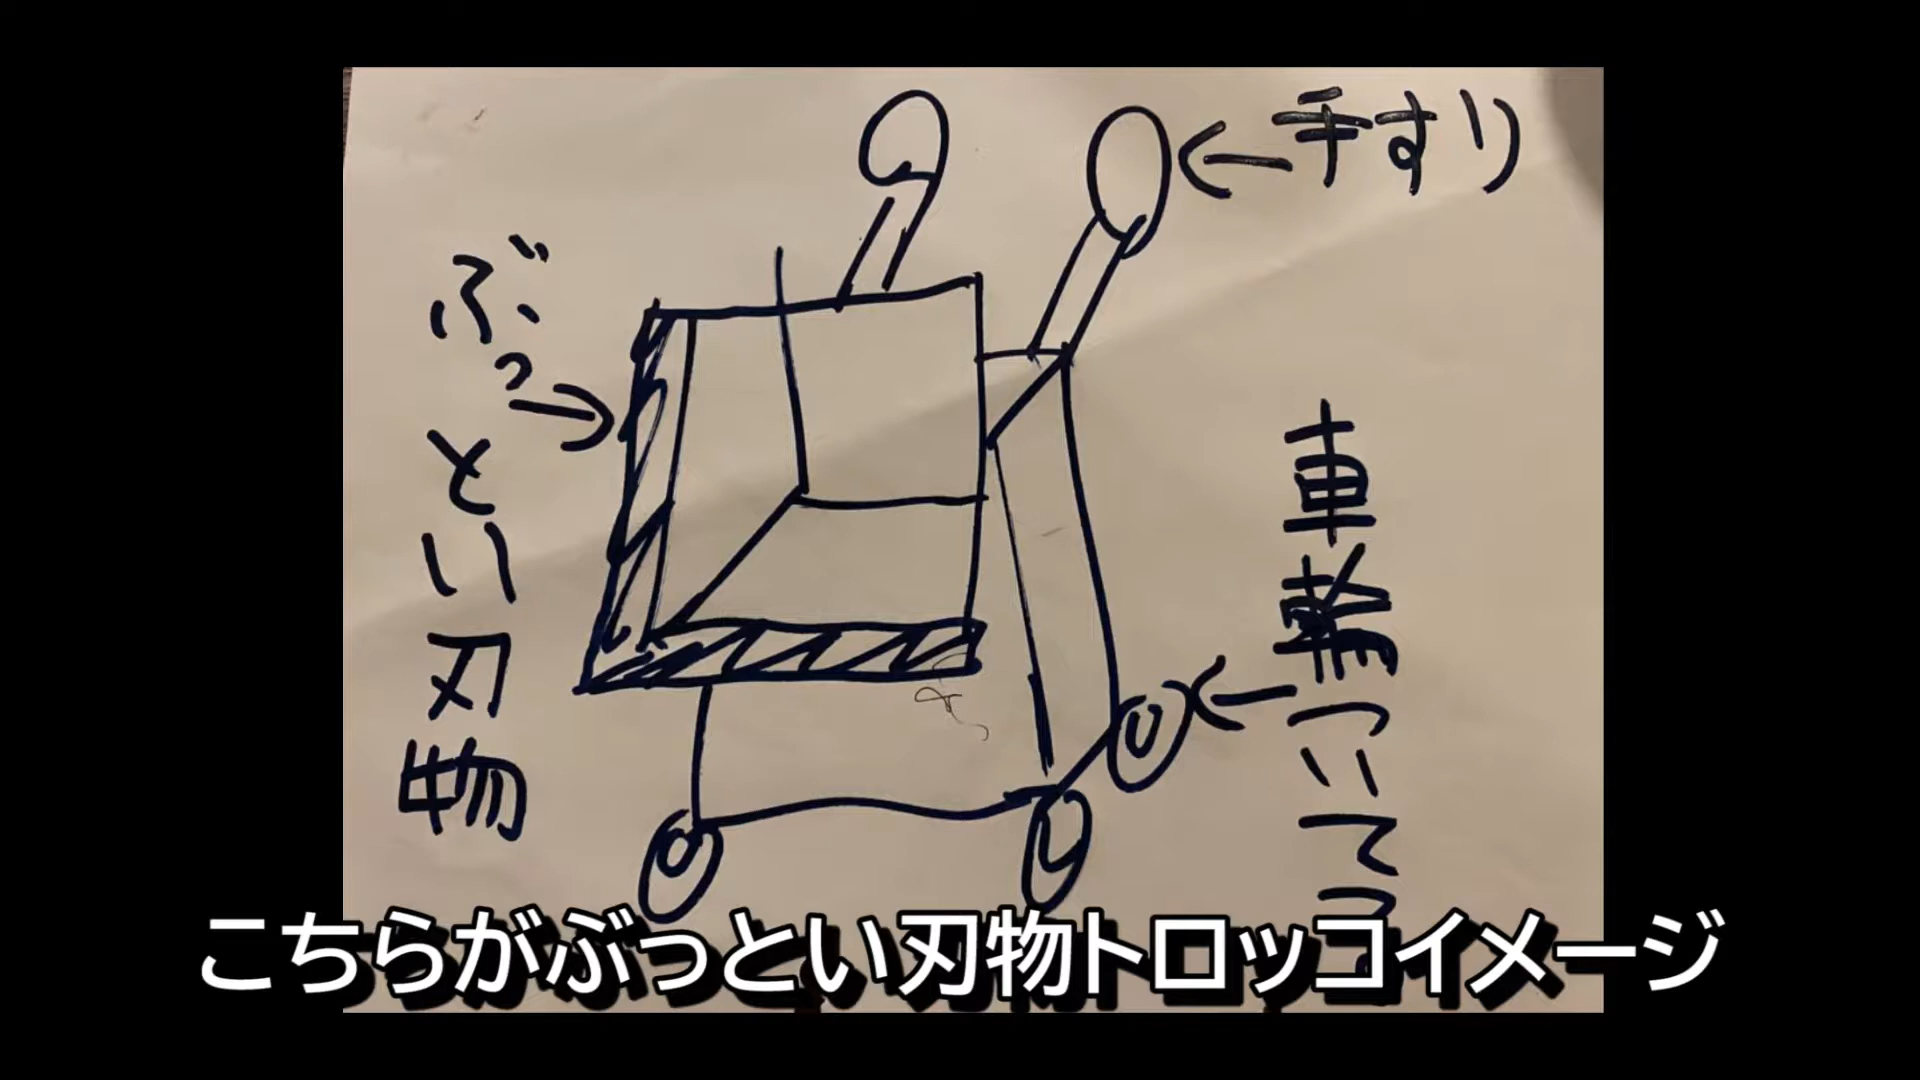 手すり
ぶっとい刃物
車輪ついてる
こちらがぶっとい刃物トロッコイメージ